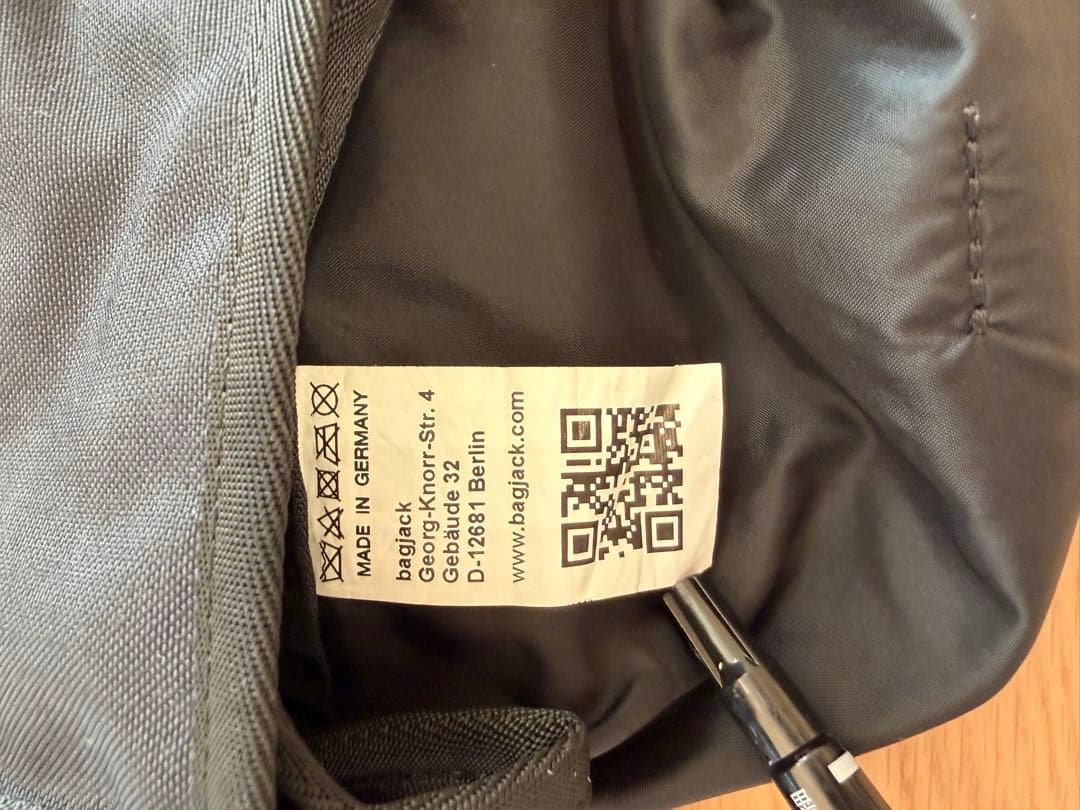 MADE IN GERMANY
bagjack
Georg-Knorr-Str. 4
Gebäude 32
D-12681 Berlin
www.bagjack.com